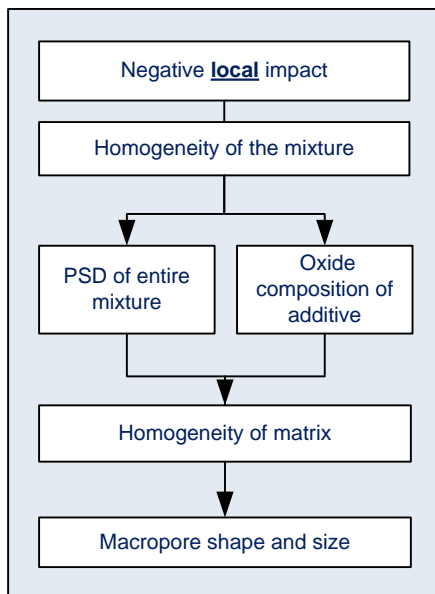 Negative local impact
Homogeneity of the mixture
PSD of entire
mixture
Oxide
composition of
additive
Homogeneity of matrix
Macropore shape and size